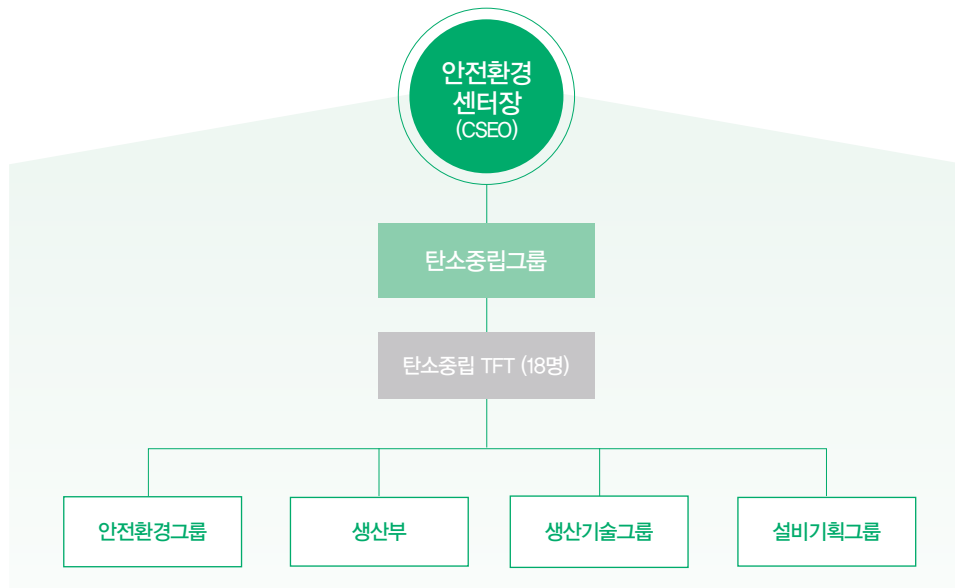 안전환경
센터장
(CSEO)
탄소중립그룹
탄소중립 TFT (18명)
안전환경그룹
생산부
생산기술그룹
설비기획그룹